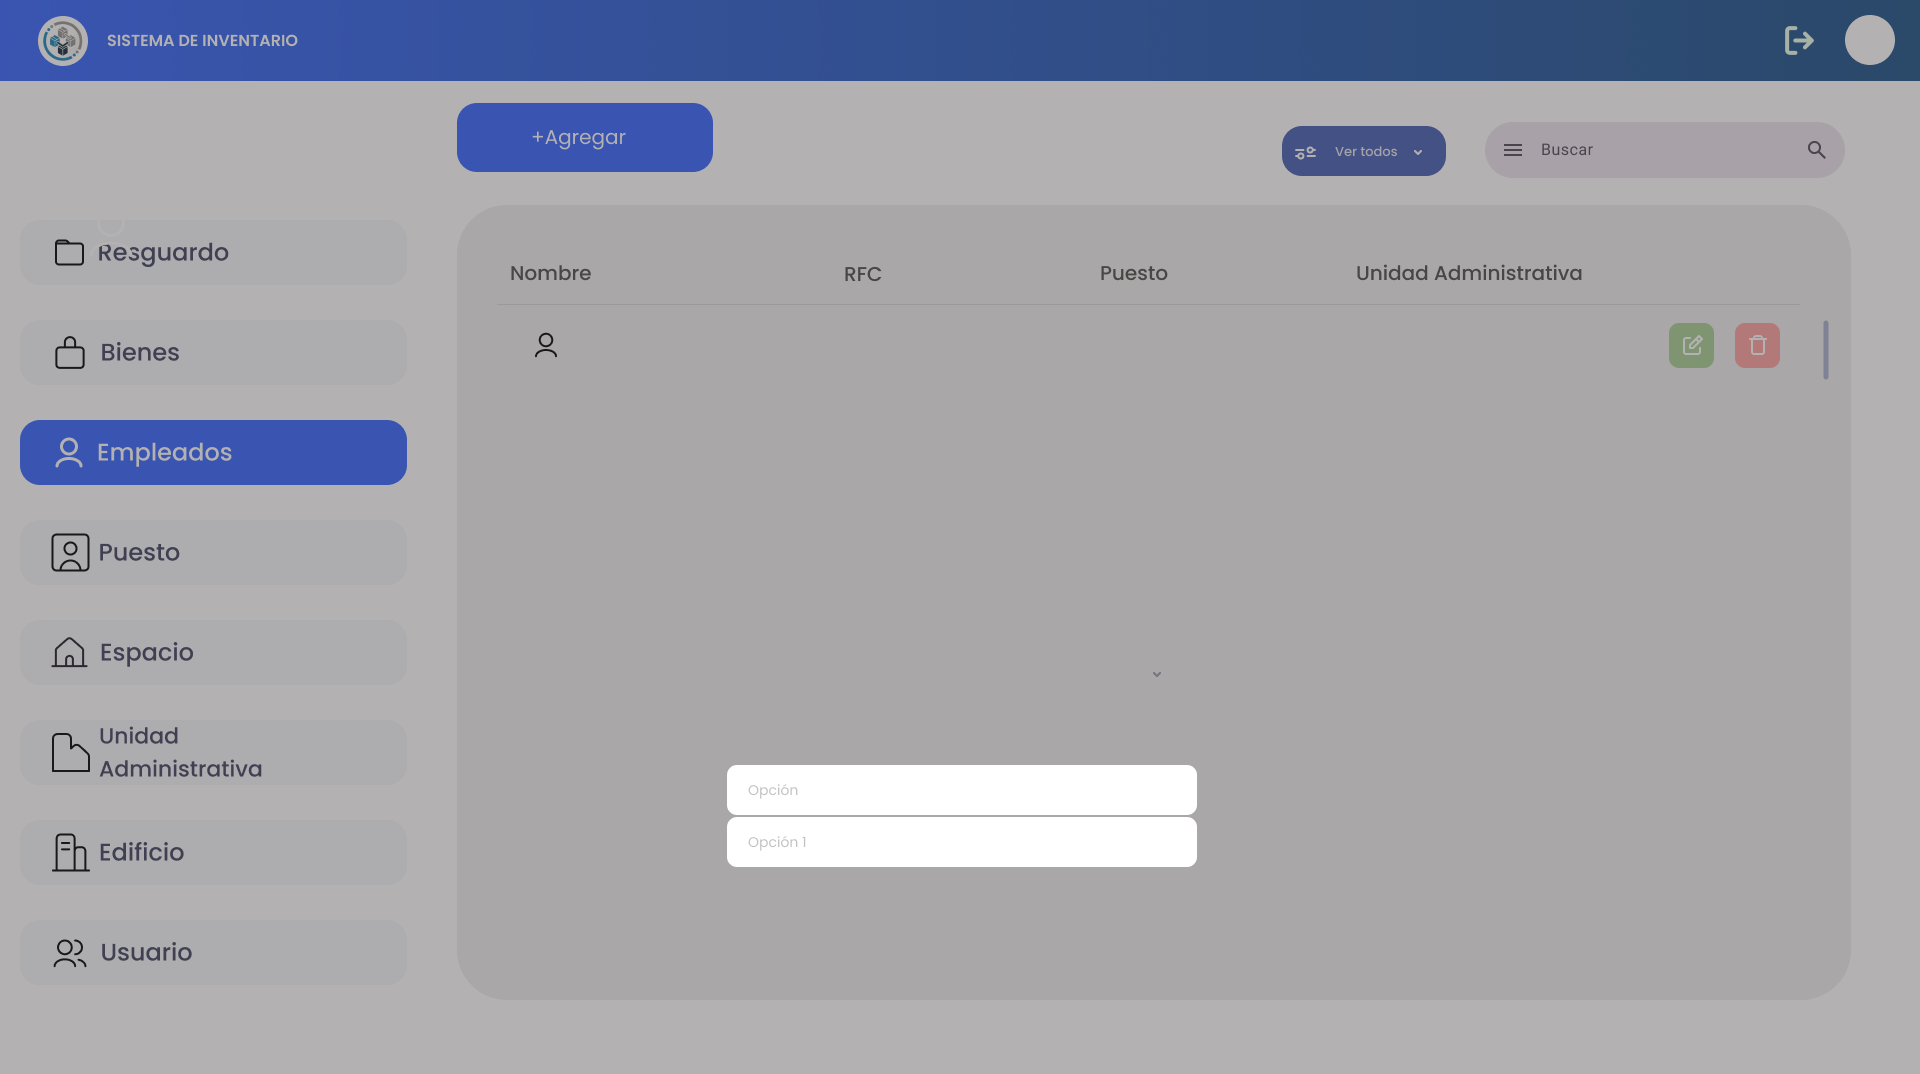 SISTEMA DE INVENTARIO
+Agregar
Ver todos
Buscar
Resguardo
Bienes
Empleados
Puesto
Espacio
Unidad
Administrativa
Edificio
Usuario
Nombre
RFC
Puesto
Unidad Administrativa
Opción
Opción 1